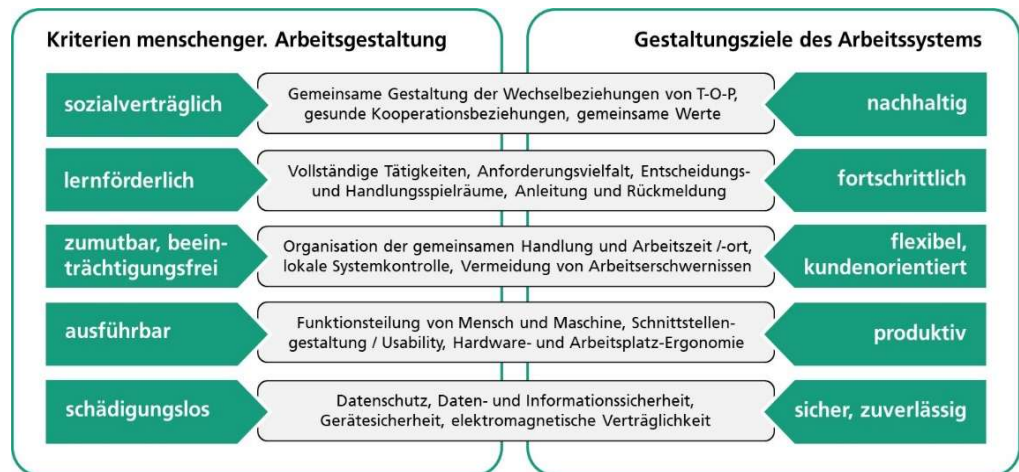 Kriterien menschenger. Arbeitsgestaltung
Gestaltungsziele des Arbeitssystems
sozialverträglich
Gemeinsame Gestaltung der Wechselbeziehungen von T-O-P,
gesunde Kooperationsbeziehungen, gemeinsame Werte
nachhaltig
lernförderlich
Vollständige Tätigkeiten, Anforderungsvielfalt, Entscheidungs-
und Handlungsspielräume, Anleitung und Rückmeldung
fortschrittlich
zumutbar, beein-
trächtigungsfrei
Organisation der gemeinsamen Handlung und Arbeitszeit /-ort,
lokale Systemkontrolle, Vermeidung von Arbeitserschwernissen
flexibel,
kundenorientiert
ausführbar
Funktionsteilung von Mensch und Maschine, Schnittstellen-
gestaltung / Usability, Hardware- und Arbeitsplatz-Ergonomie
produktiv
schädigungslos
Datenschutz, Daten- und Informationssicherheit,
Gerätesicherheit, elektromagnetische Verträglichkeit
sicher, zuverlässig